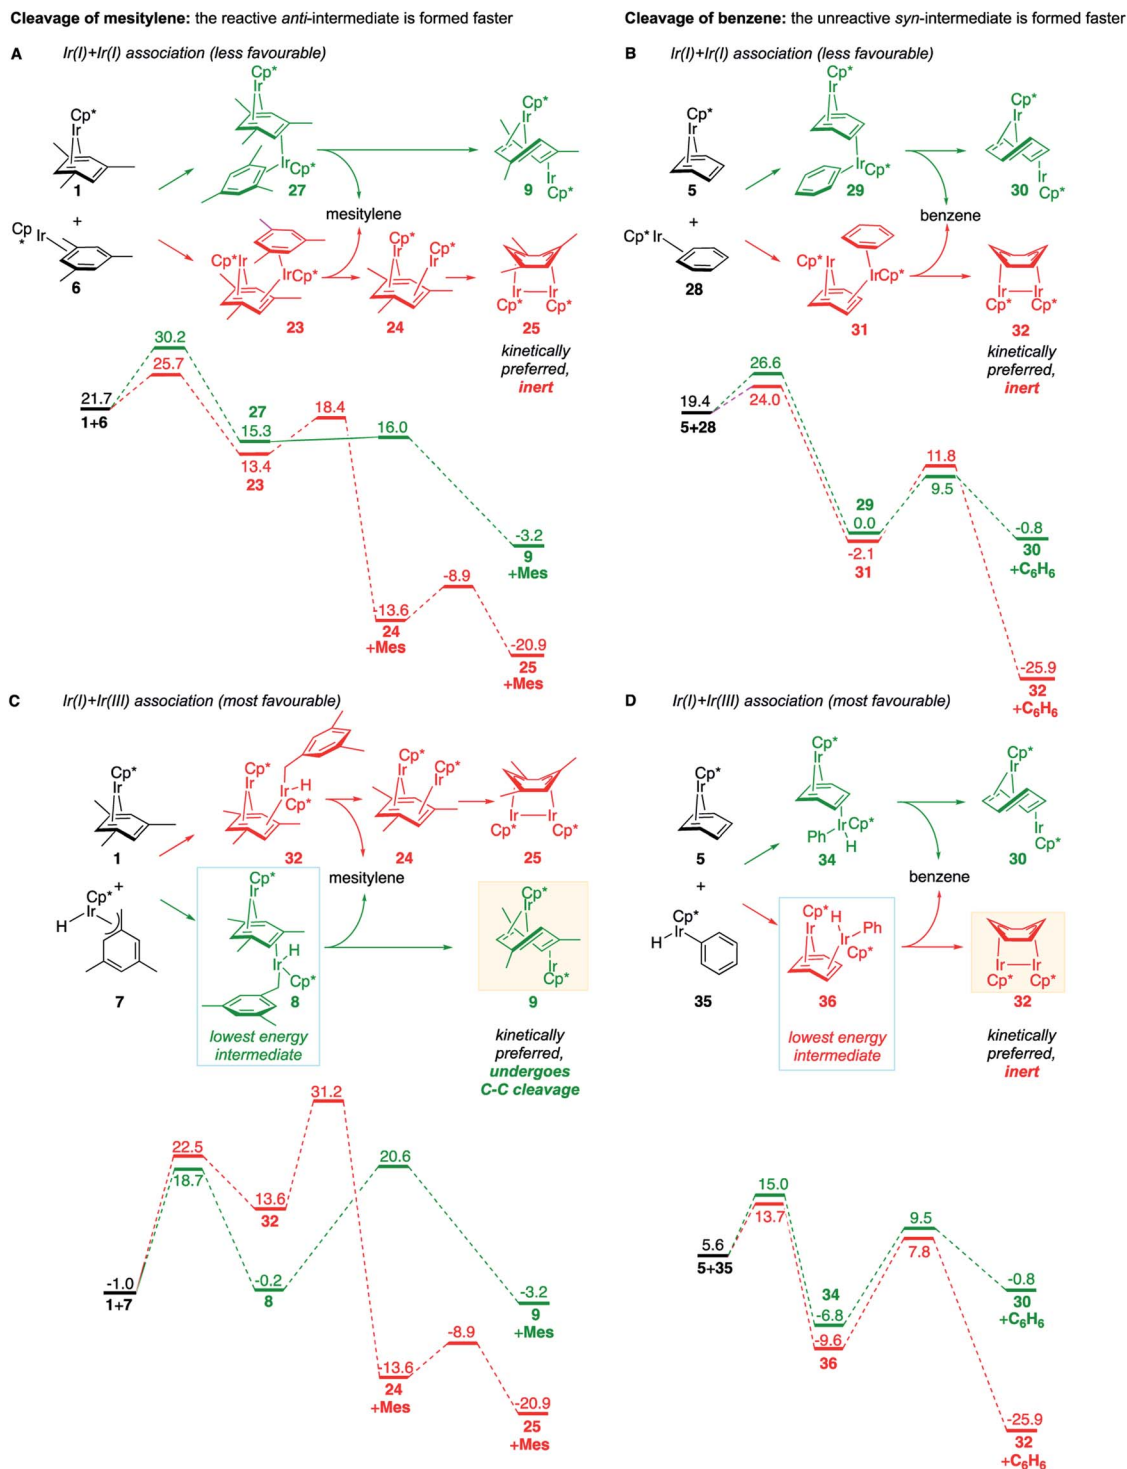 Cleavage of mesitylene: the reactive anti-intermediate is formed faster
A Ir(I)+Ir(I) association (less favourable)
Cp*
Ir
1
+
Cp
*
Ir
6
Cp*
Ir
IrCp*
27
Cp*
Ir
Ir
Cp*
9
mesitylene
Cp*Ir
IrCp*
23
Cp*
Ir
Cp*
Ir
24
Ir
Ir
Cp*
Cp*
25
kinetically
preferred,
inert
30.2
25.7
21.7
1+6
27
15.3
13.4
23
18.4
16.0
-3.2
9
+Mes
-13.6
24
+Mes
-8.9
-20.9
25
+Mes
Cleavage of benzene: the unreactive syn-intermediate is formed faster
B Ir(I)+Ir(I) association (less favourable)
Cp*
Ir
5
+
Cp* Ir
28
Cp*
Ir
IrCp*
29
Cp*
Ir
Ir
Cp*
30
benzene
Cp* Ir
IrCp*
31
Ir
Ir
Cp*
Cp*
32
kinetically
preferred,
inert
26.6
24.0
19.4
5+28
29
0.0
-2.1
31
11.8
9.5
-0.8
30
+C₆H₆
-25.9
32
+C₆H₆
C Ir(I)+Ir(III) association (most favourable)
Cp*
Ir
1
+
Cp*
Ir
H
7
Cp*
Ir
Ir
H
Cp*
32
Cp*
Ir
Cp*
Ir
24
Ir
Ir
Cp*
Cp*
25
mesitylene
Cp*
Ir
H
Ir
Cp*
8
lowest energy
intermediate
Cp*
Ir
Ir
Cp*
9
kinetically
preferred,
undergoes
C-C cleavage
31.2
22.5
18.7
20.6
13.6
32
-1.0
1+7
-0.2
8
-3.2
9
+Mes
-13.6
24
+Mes
-8.9
-20.9
25
+Mes
D Ir(I)+Ir(III) association (most favourable)
Cp*
Ir
5
+
Cp*
Ir
H
35
Cp*
Ir
Ir
Cp*
Ph
H
34
Cp*
Ir
Ir
Cp*
30
benzene
Cp*
H
Ir
Ir
Ph
Cp*
36
lowest energy
intermediate
Ir
Ir
Cp*
Cp*
32
kinetically
preferred,
inert
15.0
13.7
5.6
5+35
34
-6.8
-9.6
36
9.5
7.8
-0.8
30
+C₆H₆
-25.9
32
+C₆H₆